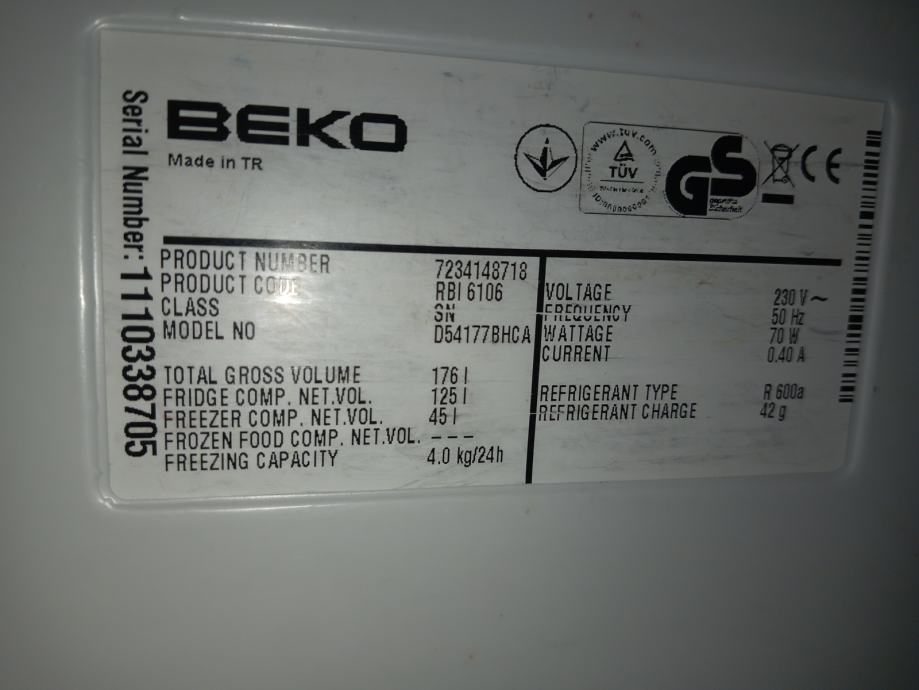 BEKO
Made in TR
Serial Number: 1110338705
www.tuv.com
TÜV
GS
geprüfte
Sicherheit
CE
PRODUCT NUMBER 7234148718
PRODUCT CODE RBI 6106
CLASS SN
MODEL NO D54177BHCA
TOTAL GROSS VOLUME 176 l
FRIDGE COMP. NET.VOL. 125 l
FREEZER COMP. NET.VOL. 45 l
FROZEN FOOD COMP. NET.VOL. ---
FREEZING CAPACITY 4.0 kg/24h
VOLTAGE 230 V ~
FREQUENCY 50 Hz
WATTAGE 70 W
CURRENT 0.40 A
REFRIGERANT TYPE R 600a
REFRIGERANT CHARGE 42 g